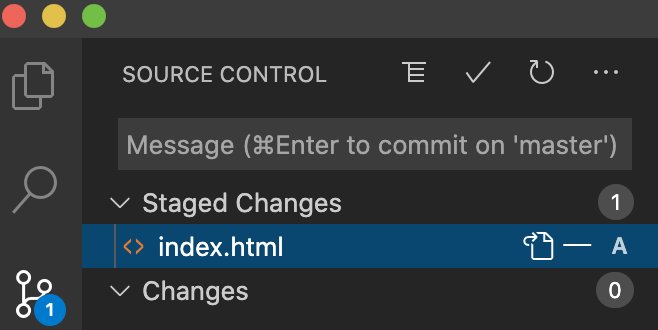 SOURCE CONTROL
Message (⌘Enter to commit on 'master')
Staged Changes 1
index.html A
1
Changes 0